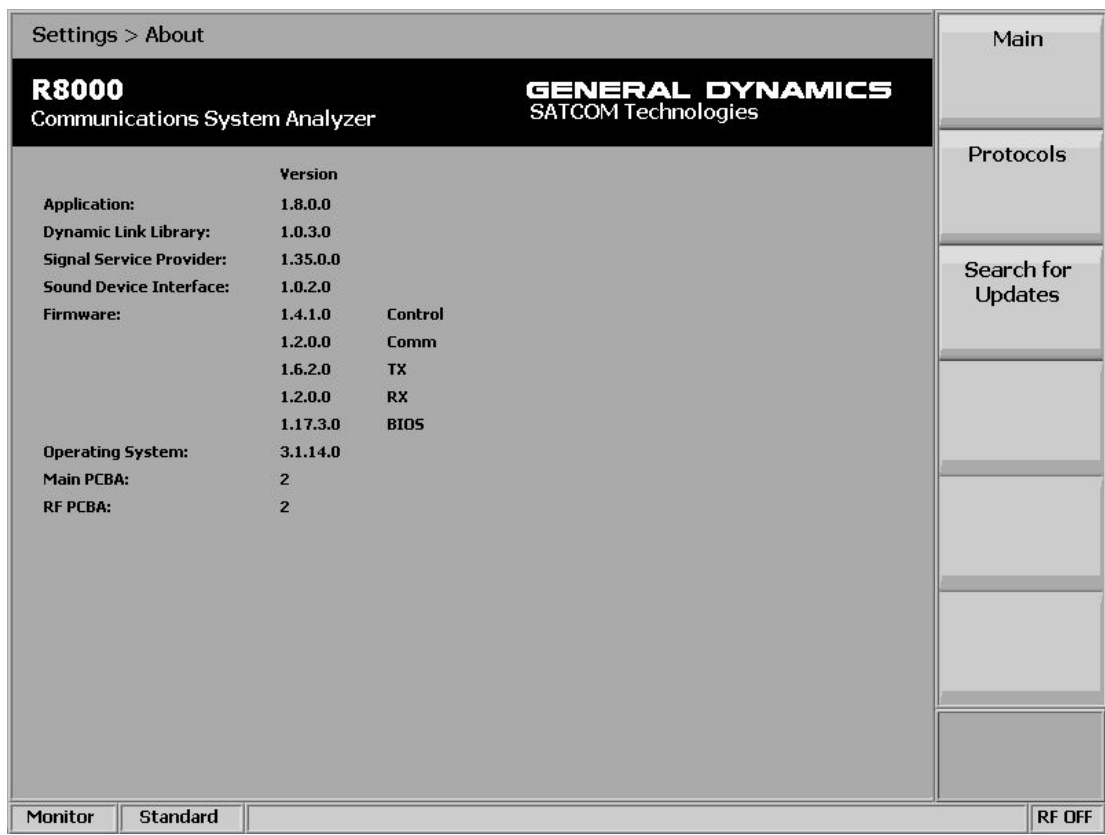 Settings > About
R8000
Communications System Analyzer
GENERAL DYNAMICS
SATCOM Technologies
Version
Application: 1.8.0.0
Dynamic Link Library: 1.0.3.0
Signal Service Provider: 1.35.0.0
Sound Device Interface: 1.0.2.0
Firmware: 1.4.1.0 Control
1.2.0.0 Comm
1.6.2.0 TX
1.2.0.0 RX
1.17.3.0 BIOS
Operating System: 3.1.14.0
Main PCBA: 2
RF PCBA: 2
Main
Protocols
Search for
Updates
Monitor Standard RF OFF